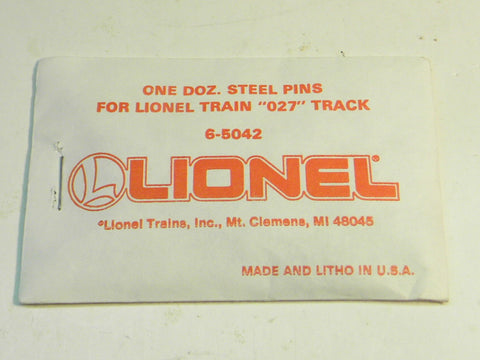 ONE DOZ. STEEL PINS
FOR LIONEL TRAIN "027" TRACK
6-5042
L LIONEL®
©Lionel Trains, Inc., Mt. Clemens, MI 48045
MADE AND LITHO IN U.S.A.